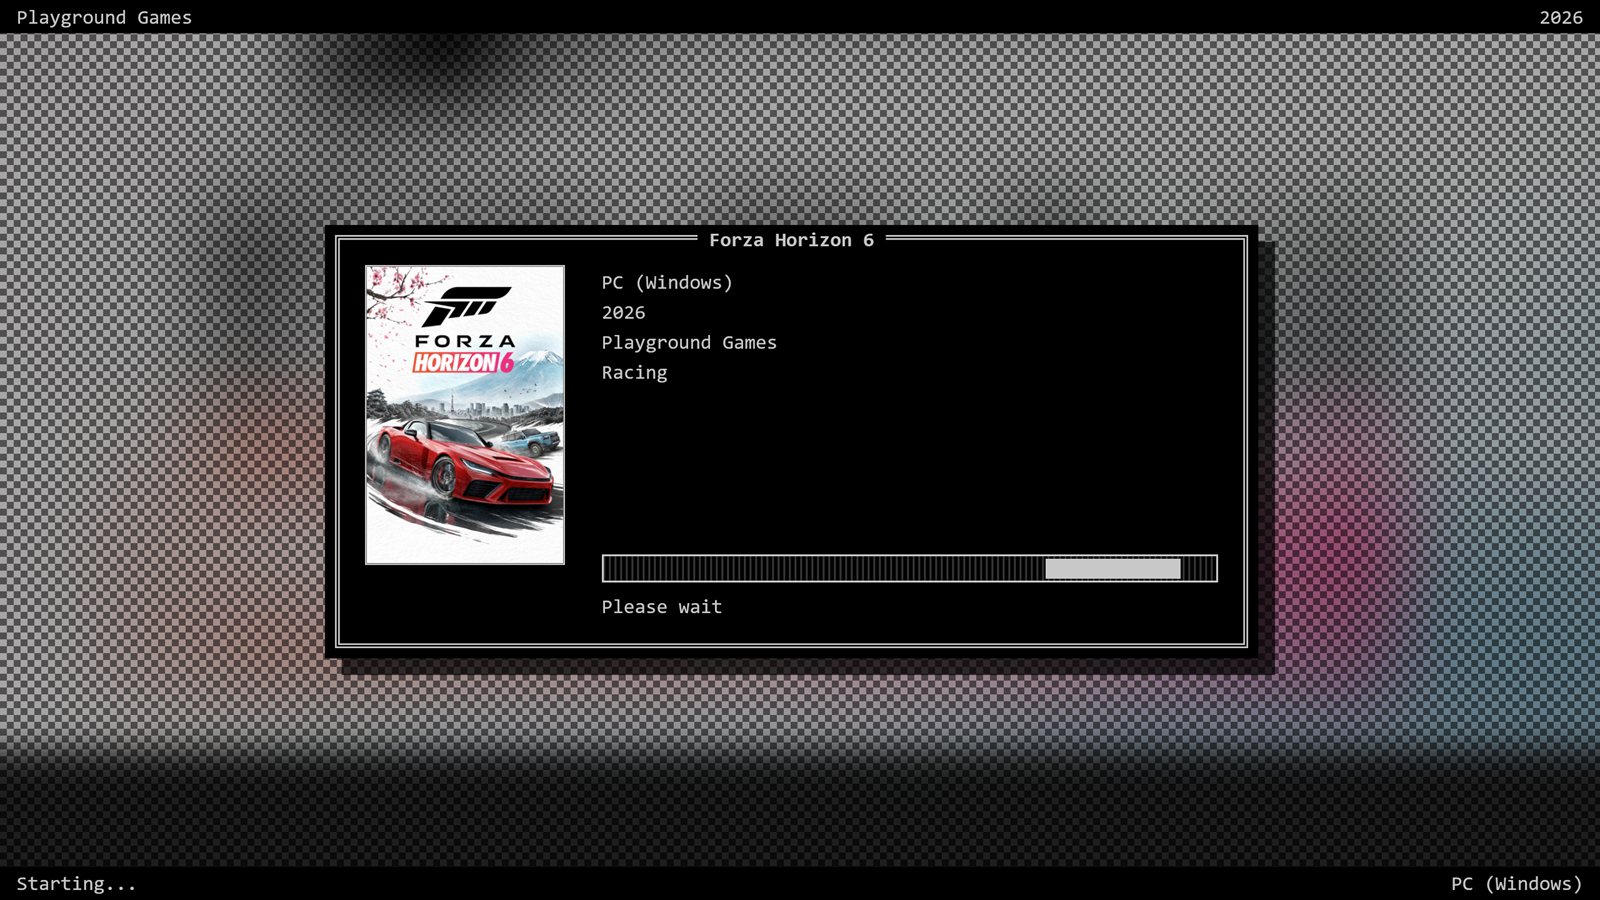 Playground Games
2026
Forza Horizon 6
FORZA
HORIZON 6
PC (Windows)
2026
Playground Games
Racing
Please wait
Starting...
PC (Windows)